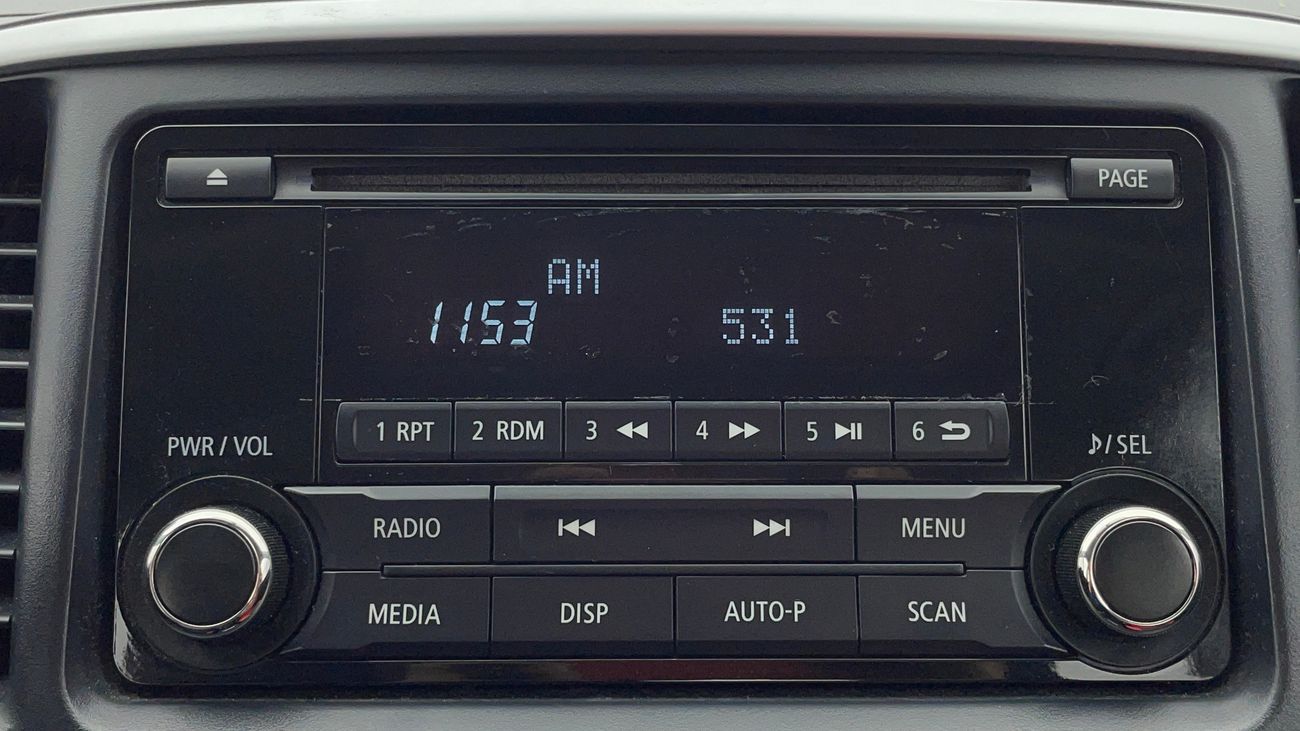 PAGE
AM
1153 531
1 RPT 2 RDM 3 4 5 6
PWR / VOL
/ SEL
RADIO MENU
MEDIA DISP AUTO-P SCAN